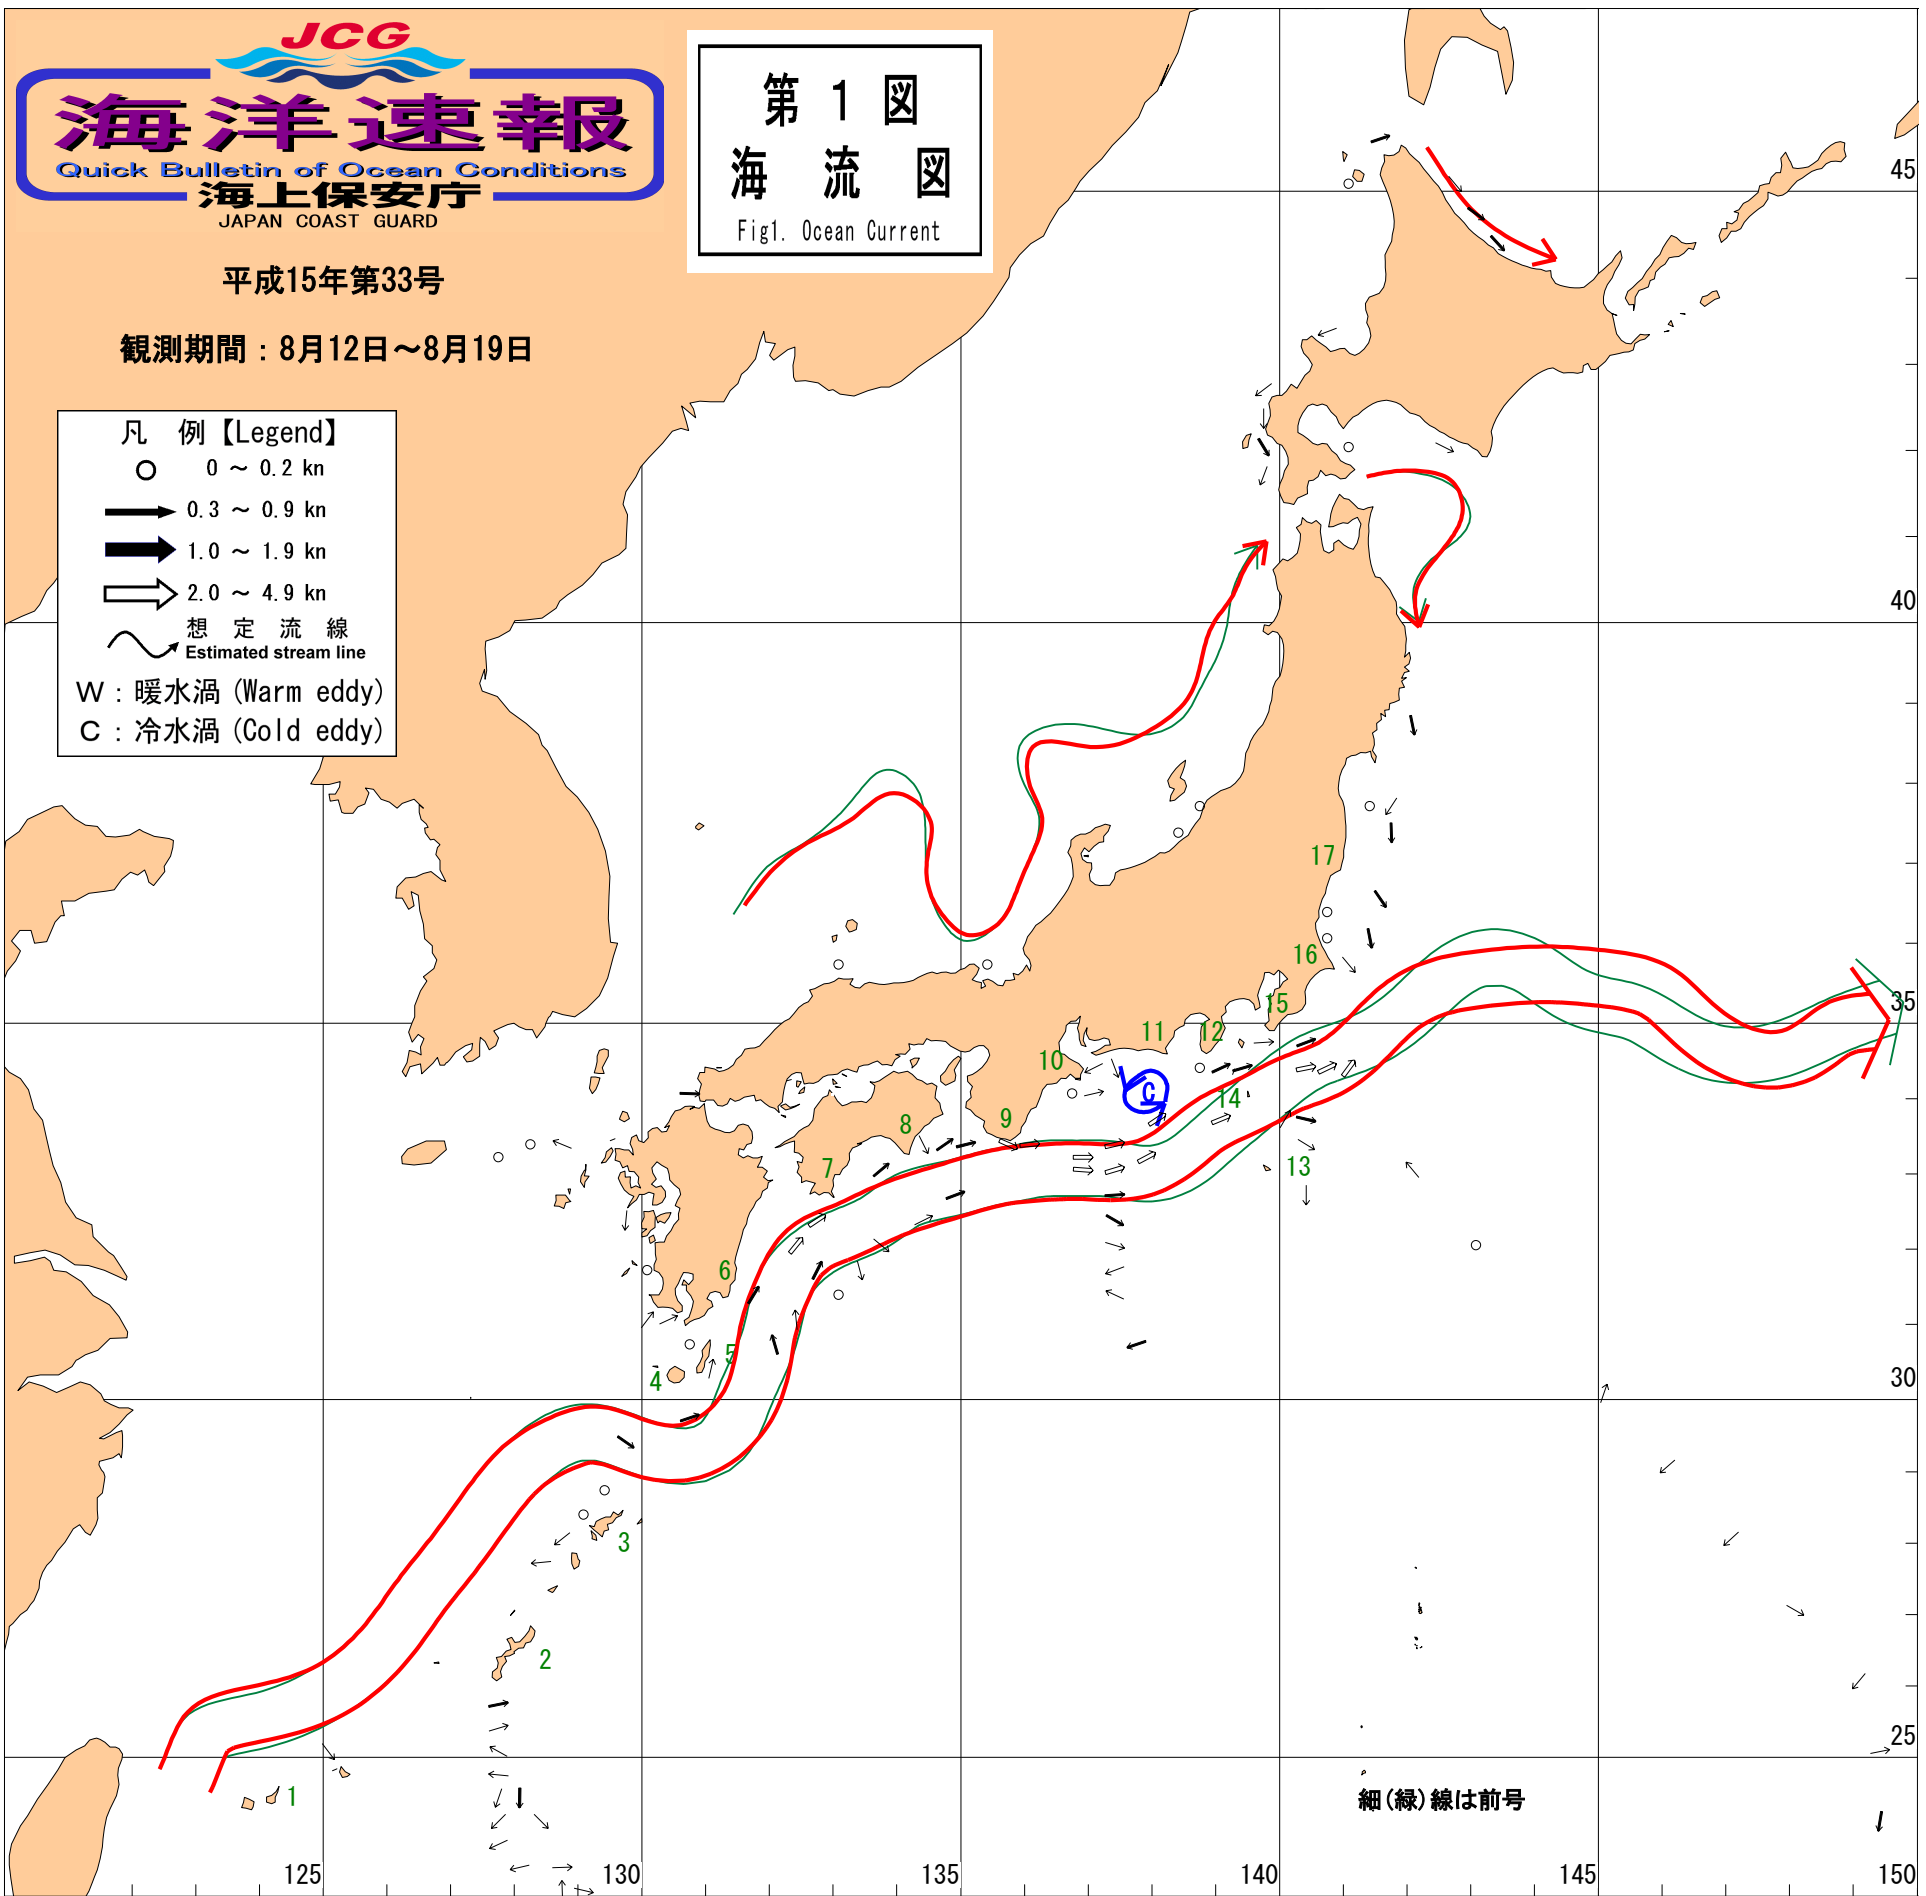 JCG
海洋速報
Quick Bulletin of Ocean Conditions
海上保安庁
JAPAN COAST GUARD
平成15年第33号
観測期間：8月12日～8月19日
第 1 図
海 流 図
Fig1. Ocean Current
凡 例【Legend】
0 ～ 0.2 kn
0.3 ～ 0.9 kn
1.0 ～ 1.9 kn
2.0 ～ 4.9 kn
想 定 流 線
Estimated stream line
W：暖水渦(Warm eddy)
C：冷水渦(Cold eddy)
45
40
17
16
35
15
12
11
10
C
14
9
8
7
13
6
5
4
30
3
2
25
1
細(緑)線は前号
125
130
135
140
145
150